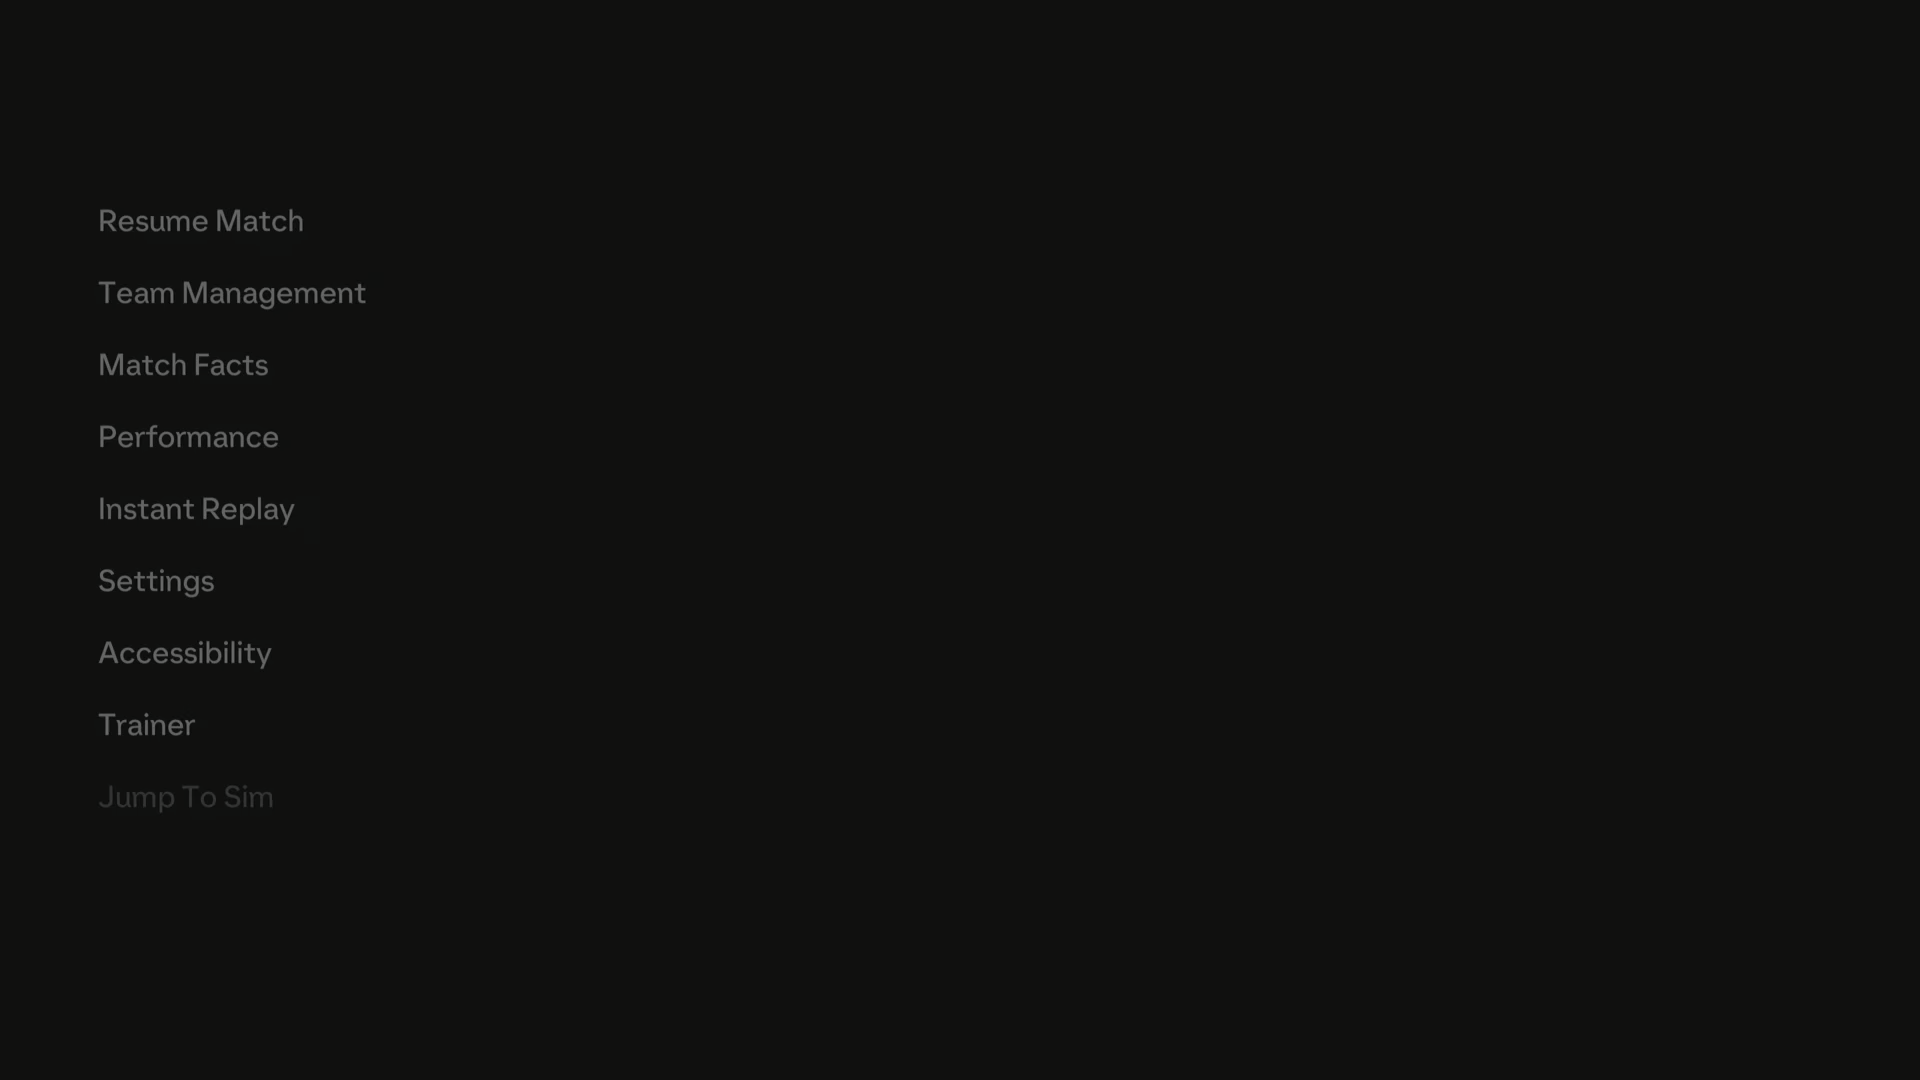 Resume Match
Team Management
Match Facts
Performance
Instant Replay
Settings
Accessibility
Trainer
Jump To Sim